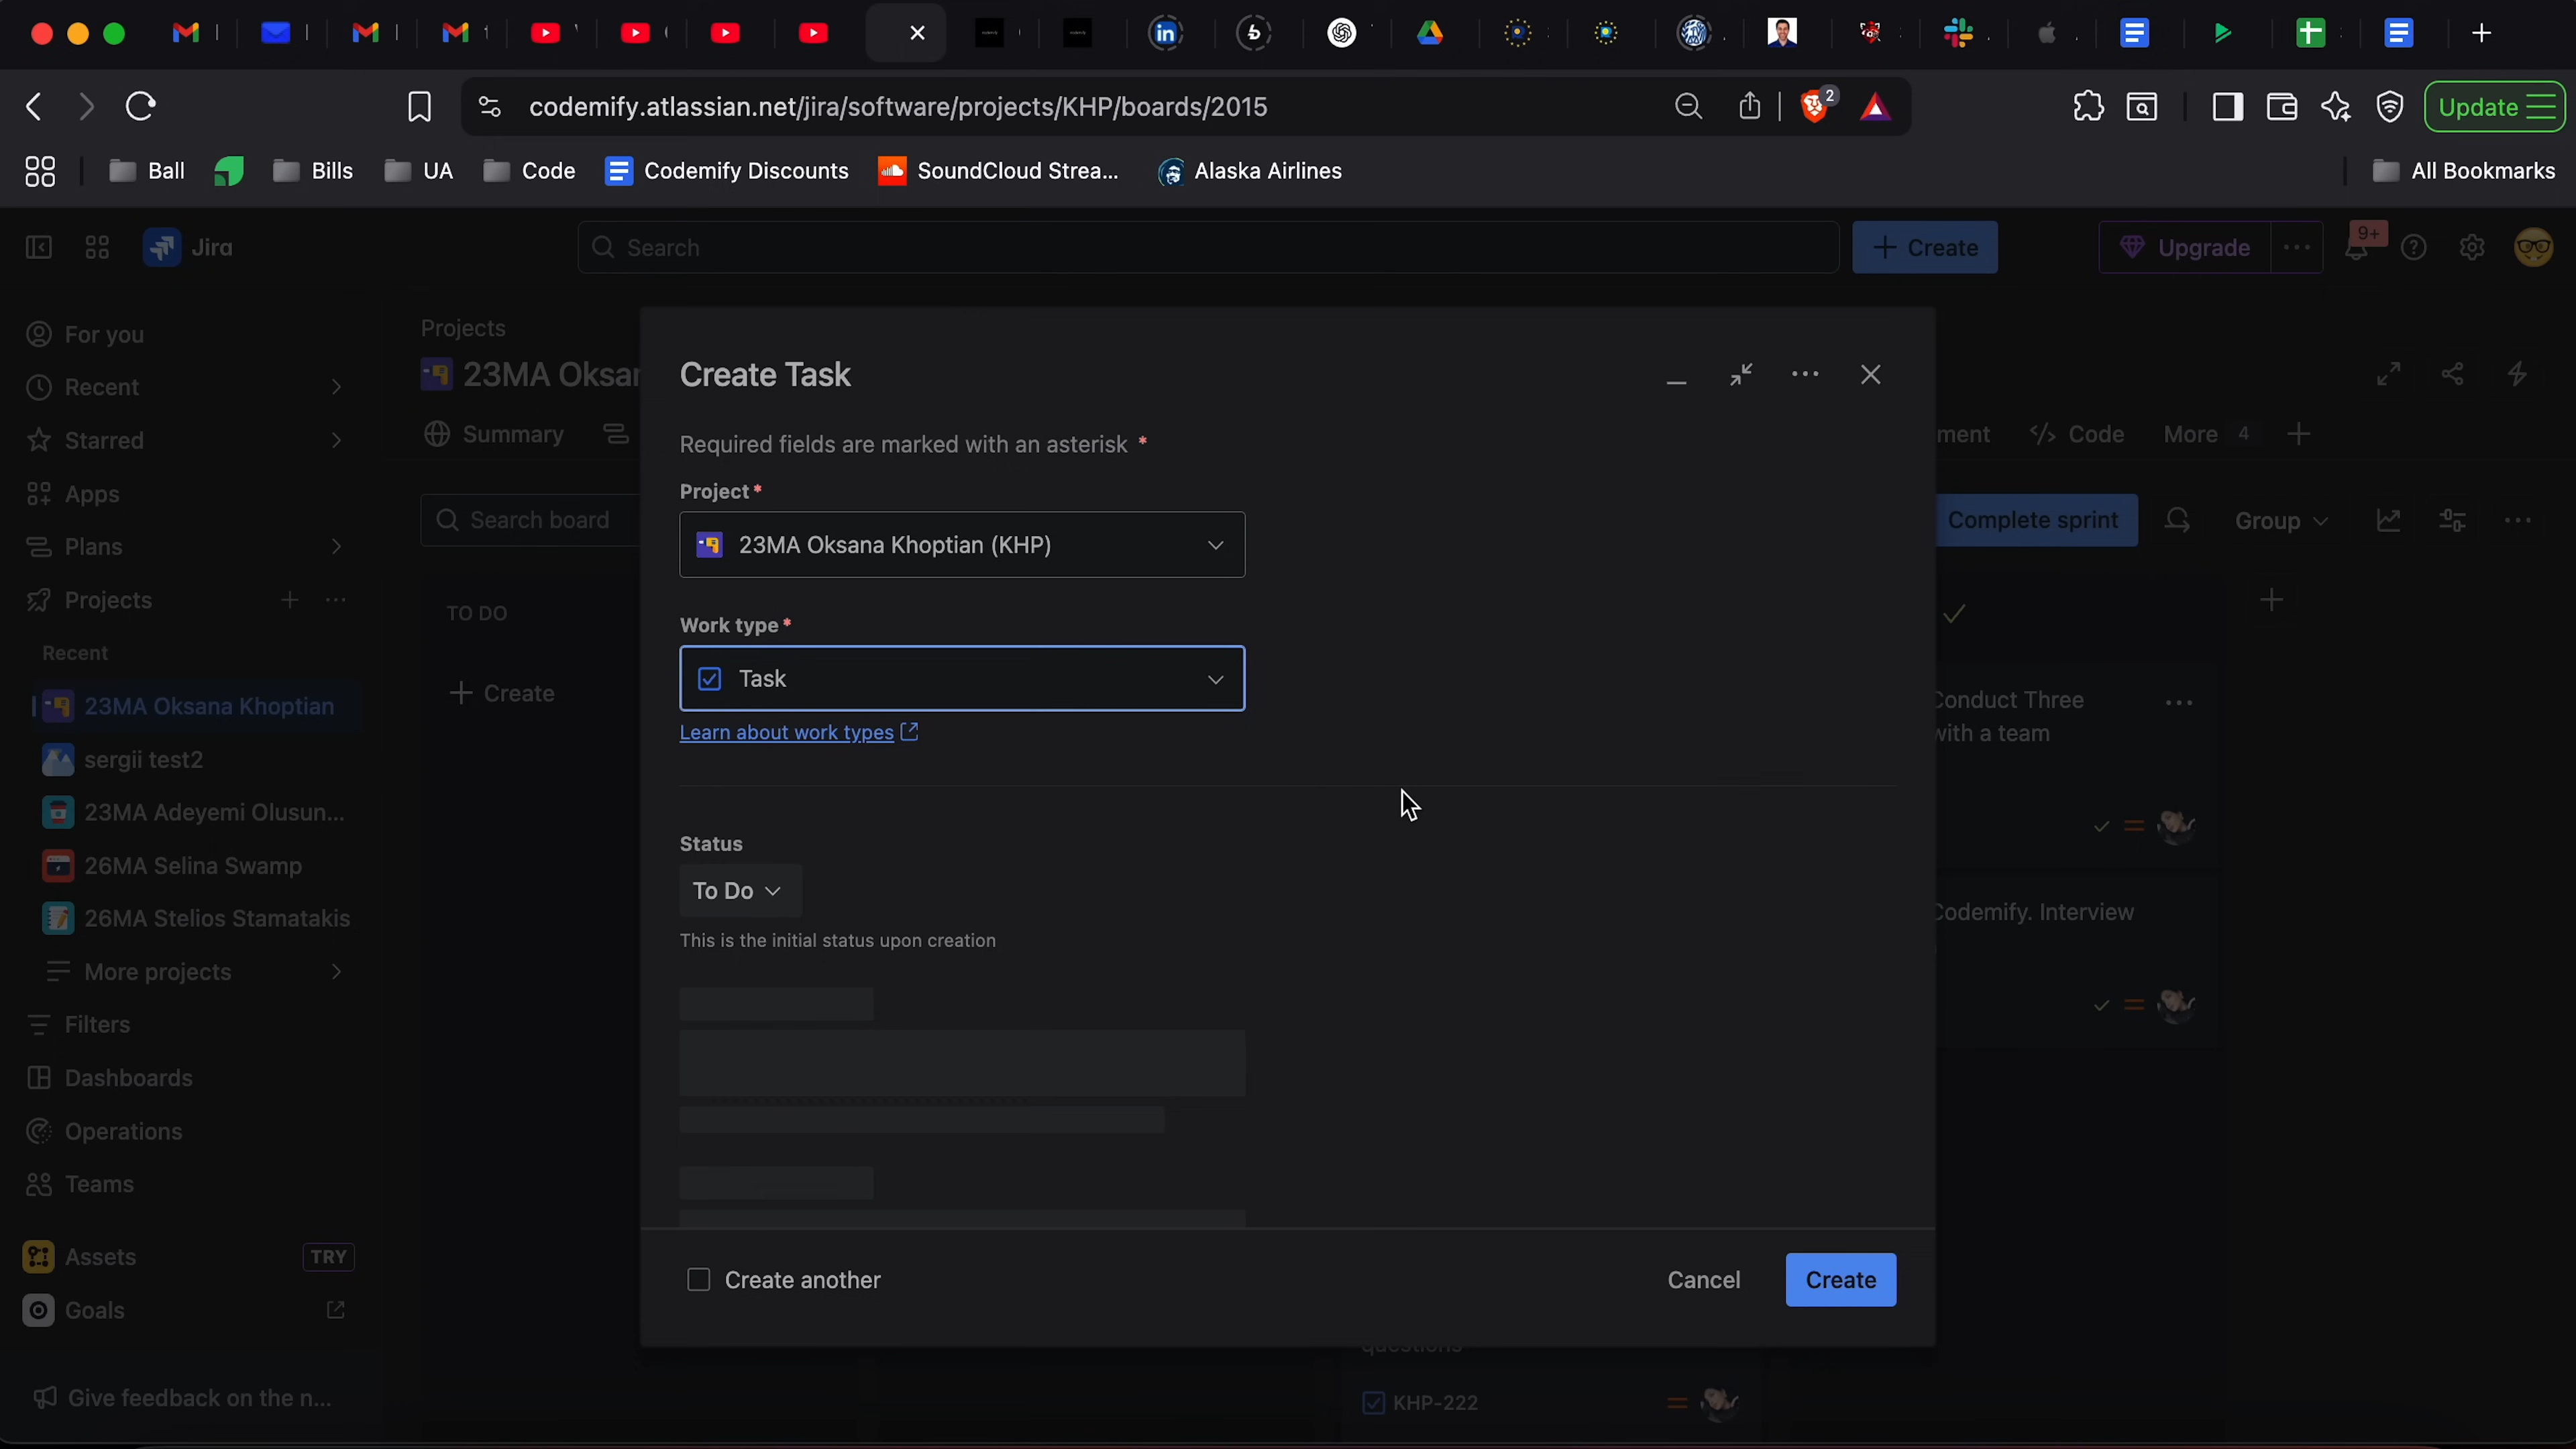 codemify.atlassian.net/jira/software/projects/KHP/boards/2015
2
Update
Ball
Bills
UA
Code
Codemify Discounts
SoundCloud Strea...
Alaska Airlines
All Bookmarks
Jira
Search
Create
Upgrade
9+
For you
Recent
Starred
Apps
Plans
Projects
Recent
23MA Oksana Khoptian
sergii test2
23MA Adeyemi Olusun...
26MA Selina Swamp
26MA Stelios Stamatakis
More projects
Filters
Dashboards
Operations
Teams
Assets
TRY
Goals
Give feedback on the n...
Projects
23MA Oksan
Summary
ment
Code
More 4
Search board
Complete sprint
Group
TO DO
Create
Create Task
Required fields are marked with an asterisk *
Project *
23MA Oksana Khoptian (KHP)
Work type *
Task
Learn about work types
Status
To Do
This is the initial status upon creation
Create another
Cancel
Create
Conduct Three
with a team
Codemify. Interview
questions
KHP-222